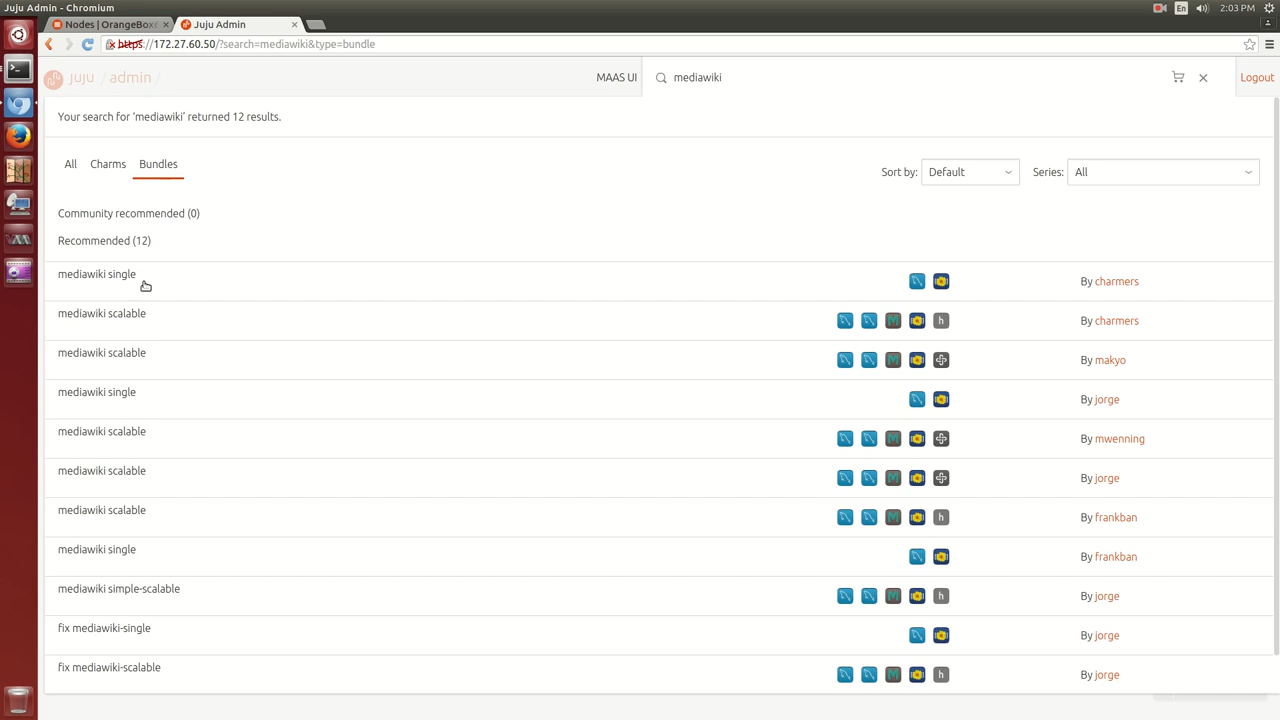 Juju Admin - Chromium
En
2:03 PM
Nodes | OrangeBox
Juju Admin
https://172.27.60.50/?search=mediawiki&type=bundle
juju / admin /
MAAS UI
mediawiki
Logout
Your search for ‘mediawiki’ returned 12 results.
All
Charms
Bundles
Sort by:
Default
Series:
All
Community recommended (0)
Recommended (12)
mediawiki single
By charmers
mediawiki scalable
h
By charmers
mediawiki scalable
By makyo
mediawiki single
By jorge
mediawiki scalable
By mwenning
mediawiki scalable
By jorge
mediawiki scalable
h
By frankban
mediawiki single
By frankban
mediawiki simple-scalable
h
By jorge
fix mediawiki-single
By jorge
fix mediawiki-scalable
h
By jorge